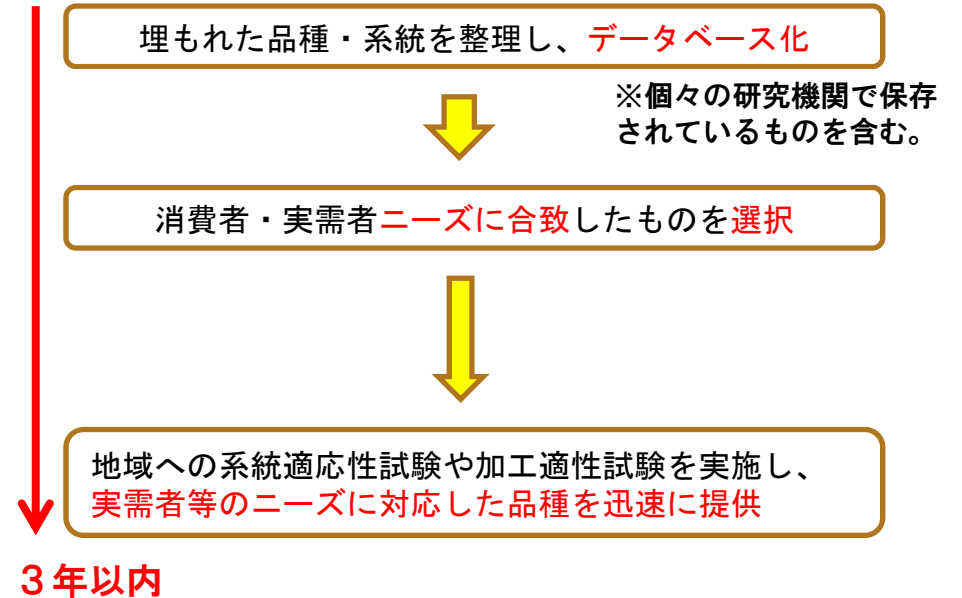 埋もれた品種・系統を整理し、データベース化
※個々の研究機関で保存
されているものを含む。
消費者・実需者ニーズに合致したものを選択
地域への系統適応性試験や加工適性試験を実施し、
実需者等のニーズに対応した品種を迅速に提供
３年以内